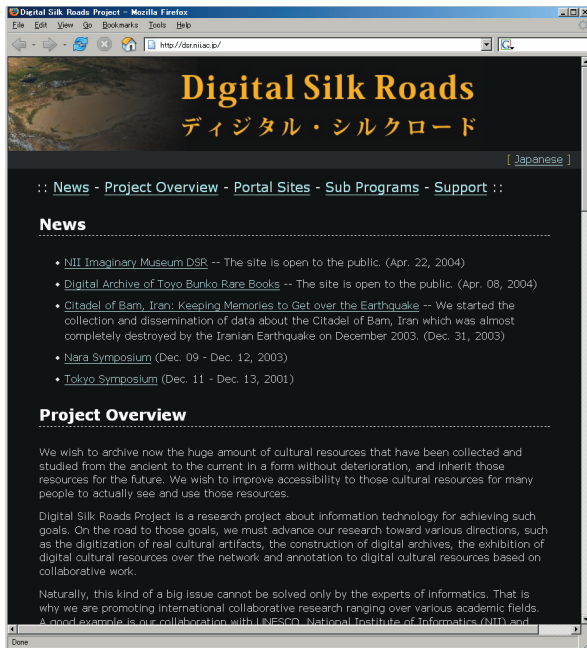 Digital Silk Roads Project - Mozilla Firefox
File Edit View Go Bookmarks Tools Help
http://dsr.nii.ac.jp/
Digital Silk Roads
ディジタル・シルクロード
[ Japanese ]
:: News - Project Overview - Portal Sites - Sub Programs - Support ::
News
• NII Imaginary Museum DSR -- The site is open to the public. (Apr. 22, 2004)
• Digital Archive of Toyo Bunko Rare Books -- The site is open to the public. (Apr. 08, 2004)
• Citadel of Bam, Iran: Keeping Memories to Get over the Earthquake -- We started the
collection and dissemination of data about the Citadel of Bam, Iran which was almost
completely destroyed by the Iranian Earthquake on December 2003. (Dec. 31, 2003)
• Nara Symposium (Dec. 09 - Dec. 12, 2003)
• Tokyo Symposium (Dec. 11 - Dec. 13, 2001)
Project Overview
We wish to archive now the huge amount of cultural resources that have been collected and
studied from the ancient to the current in a form without deterioration, and inherit those
resources for the future. We wish to improve accessibility to those cultural resources for many
people to actually see and use those resources.
Digital Silk Roads Project is a research project about information technology for achieving such
goals. On the road to those goals, we must advance our research toward various directions, such
as the digitization of real cultural artifacts, the construction of digital archives, the exhibition of
digital cultural resources over the network and annotation to digital cultural resources based on
collaborative work.
Naturally, this kind of a big issue cannot be solved only by the experts of informatics. That is
why we are promoting international collaborative research ranging over various academic fields.
A good example is our collaboration with UNESCO. National Institute of Informatics (NII) and
Done